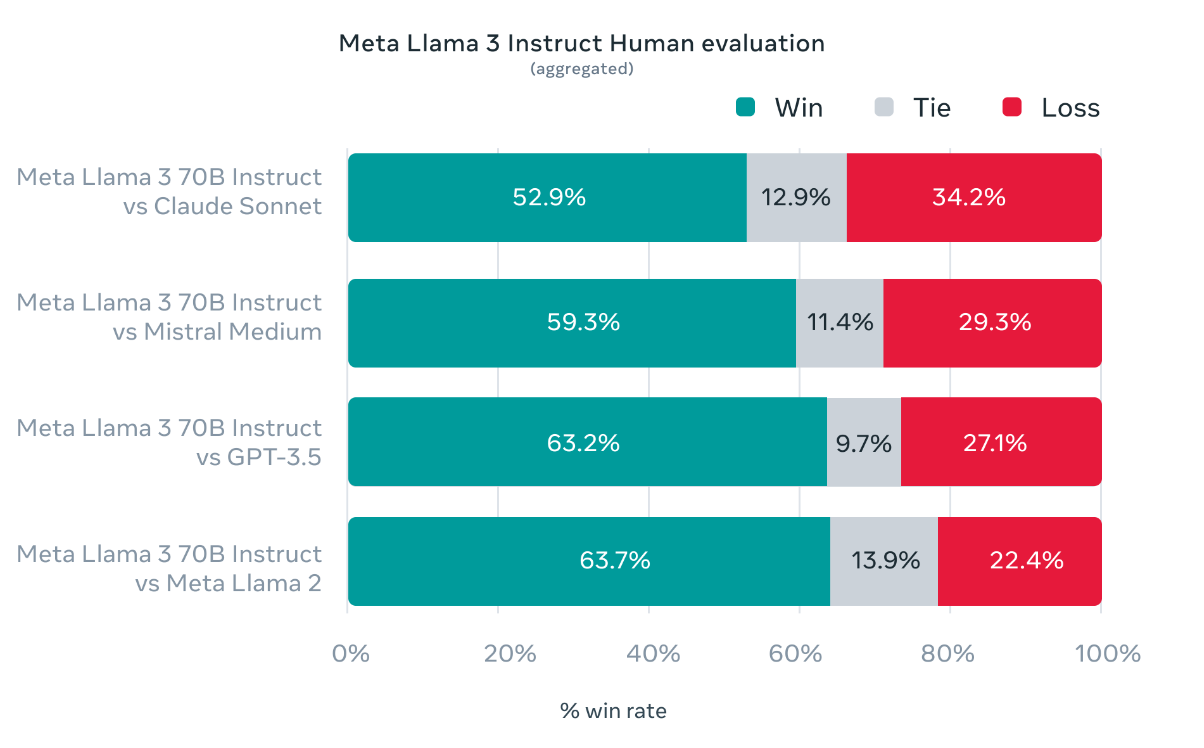 Meta Llama 3 Instruct Human evaluation
(aggregated)
Win Tie Loss
Meta Llama 3 70B Instruct
vs Claude Sonnet
52.9% 12.9% 34.2%
Meta Llama 3 70B Instruct
vs Mistral Medium
59.3% 11.4% 29.3%
Meta Llama 3 70B Instruct
vs GPT-3.5
63.2% 9.7% 27.1%
Meta Llama 3 70B Instruct
vs Meta Llama 2
63.7% 13.9% 22.4%
0% 20% 40% 60% 80% 100%
% win rate